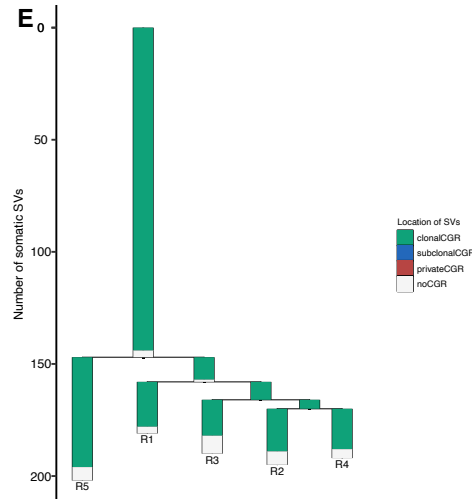 E
0
50
100
150
200
Number of somatic SVs
R5
R1
R3
R2
R4
Location of SVs
clonalCGR
subclonalCGR
privateCGR
noCGR